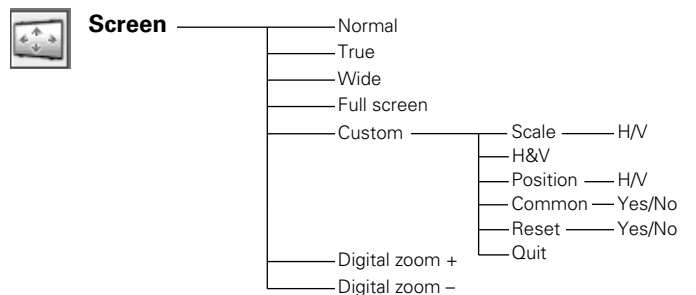 Screen
Normal
True
Wide
Full screen
Custom
Scale H/V
H&V
Position H/V
Common Yes/No
Reset Yes/No
Quit
Digital zoom +
Digital zoom –